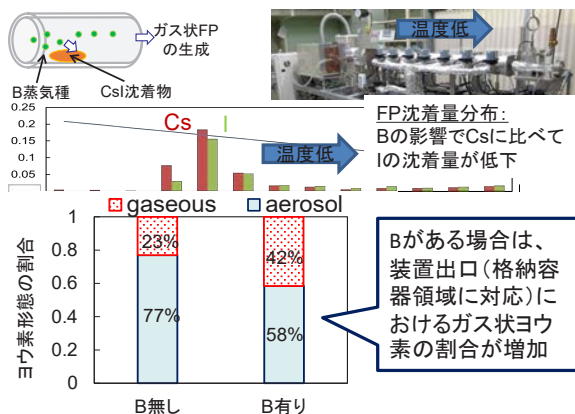 ガス状FP
の生成
B蒸気種
CsI沈着物
温度低
0.25
0.2
0.15
0.1
0.05
0
Cs
I
温度低
FP沈着量分布:
Bの影響でCsに比べて
Iの沈着量が低下
gaseous
aerosol
ヨウ素形態の割合
1
0.8
0.6
0.4
0.2
0
23%
77%
42%
58%
B無し
B有り
Bがある場合は、
装置出口(格納容
器領域に対応)に
おけるガス状ヨウ
素の割合が増加